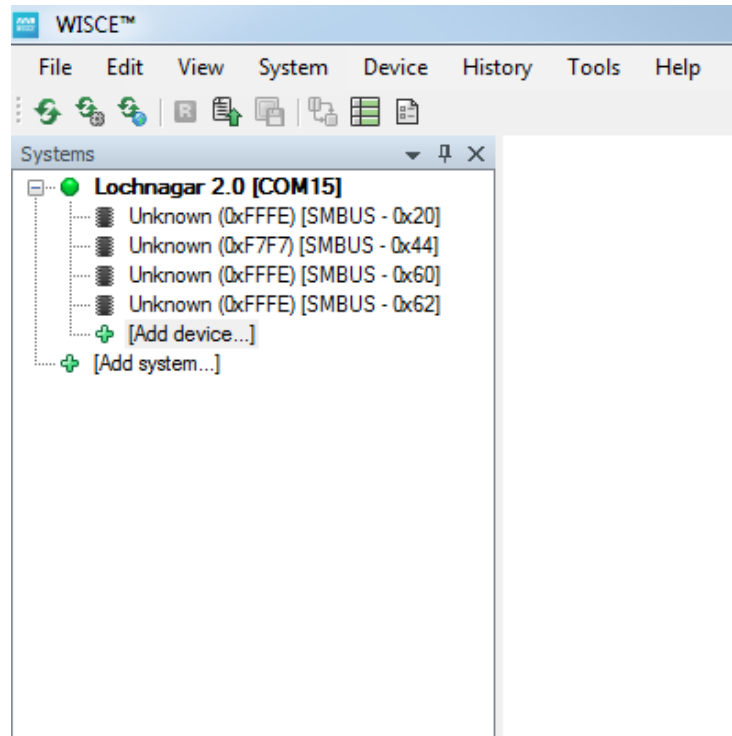 WISCE™
File Edit View System Device History Tools Help
R
Systems
Lochnagar 2.0 [COM15]
Unknown (0xFFFE) [SMBUS - 0x20]
Unknown (0xF7F7) [SMBUS - 0x44]
Unknown (0xFFFE) [SMBUS - 0x60]
Unknown (0xFFFE) [SMBUS - 0x62]
[Add device...]
[Add system...]